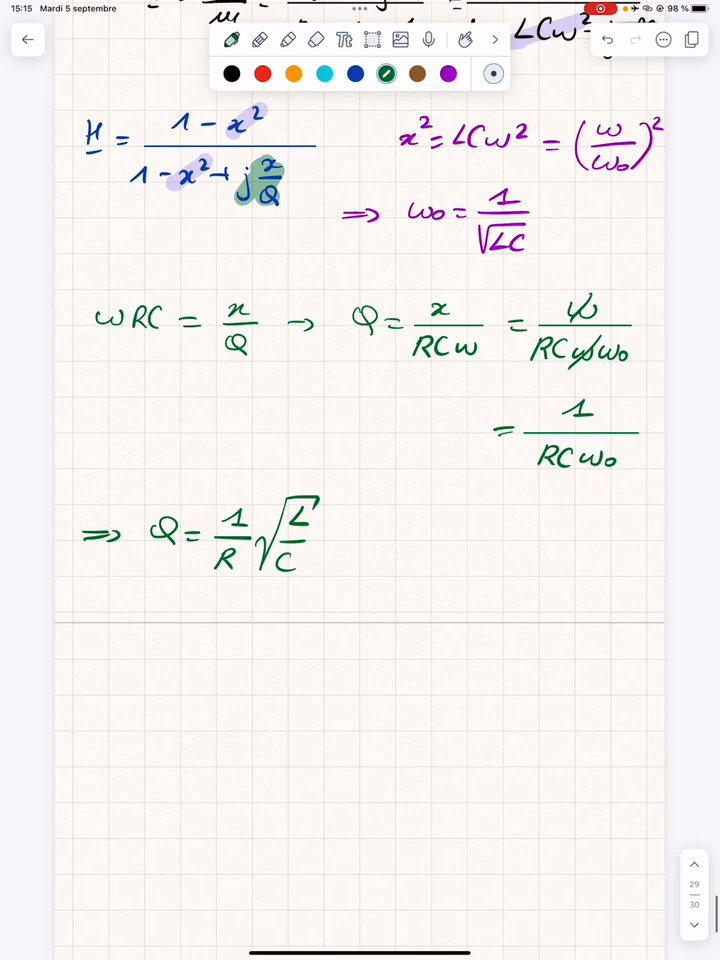 15:15 Mardi 5 septembre 98 %
LCω²
H = (1 - x²) / (1 - x² + j x/Q)
x² = LCω² = (ω/ω₀)²
⇒ ω₀ = 1/√LC
ωRC = x/Q → Q = x/(RCω) = ω/(RCωω₀)
= 1/(RCω₀)
⇒ Q = 1/R √(L/C)
29
30